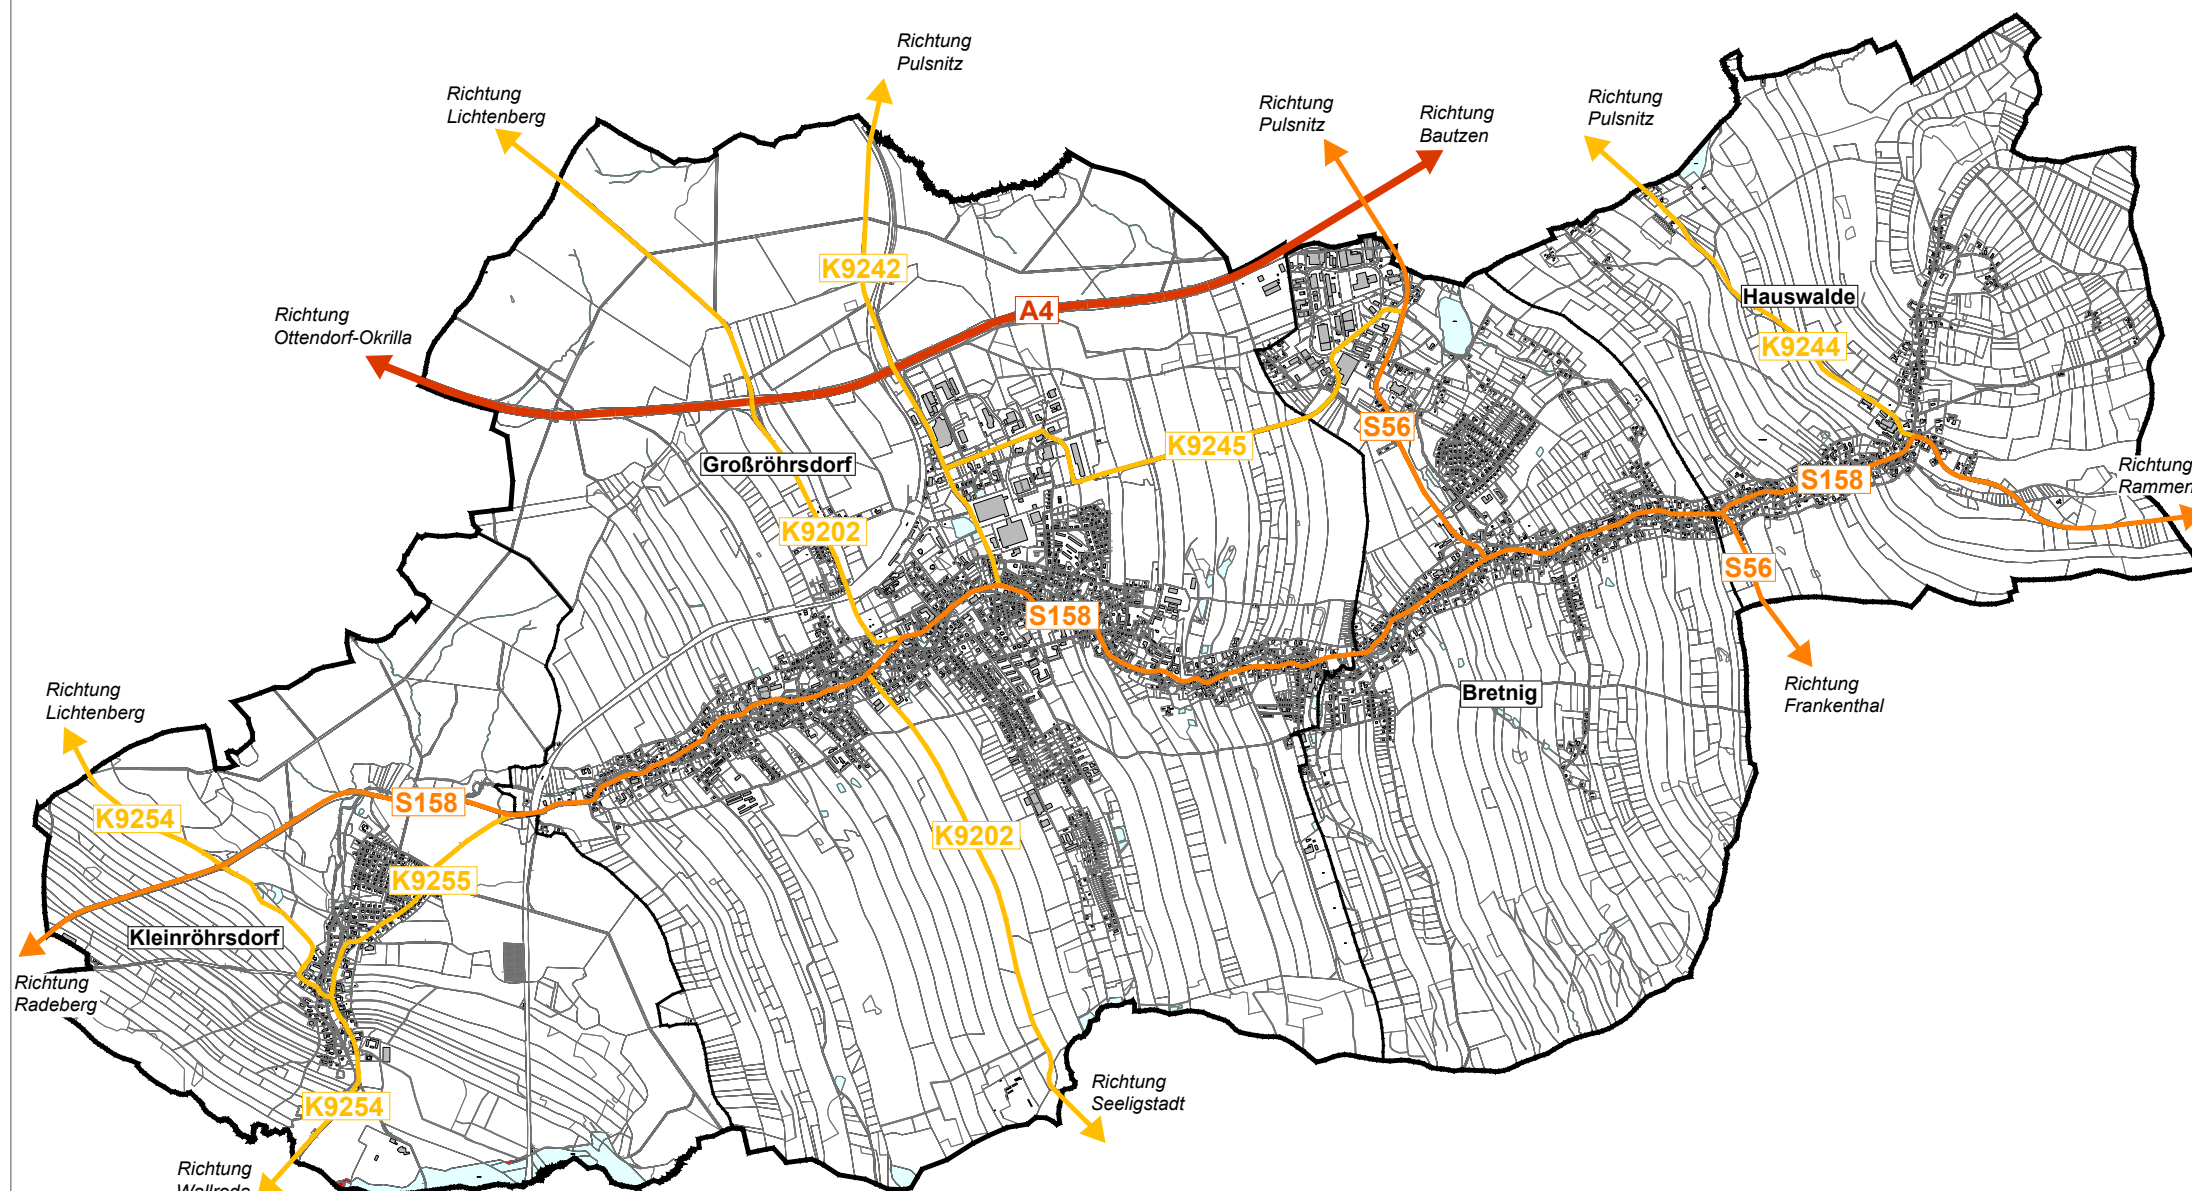 Richtung
Pulsnitz
Richtung
Lichtenberg
Richtung
Pulsnitz
Richtung
Bautzen
Richtung
Pulsnitz
K9242
A4
Hauswalde
K9244
Richtung
Ottendorf-Okrilla
S56
K9245
Großröhrsdorf
S158
Richtung
Rammen
K9202
S56
S158
Richtung
Lichtenberg
Bretnig
Richtung
Frankenthal
S158
K9254
K9202
K9255
Kleinröhrsdorf
Richtung
Radeberg
Richtung
Seeligstadt
K9254
Richtung
Wallroda